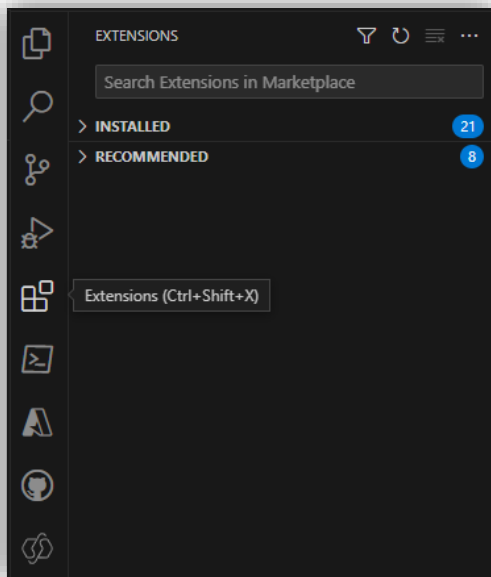 EXTENSIONS
Search Extensions in Marketplace
INSTALLED 21
RECOMMENDED 8
Extensions (Ctrl+Shift+X)